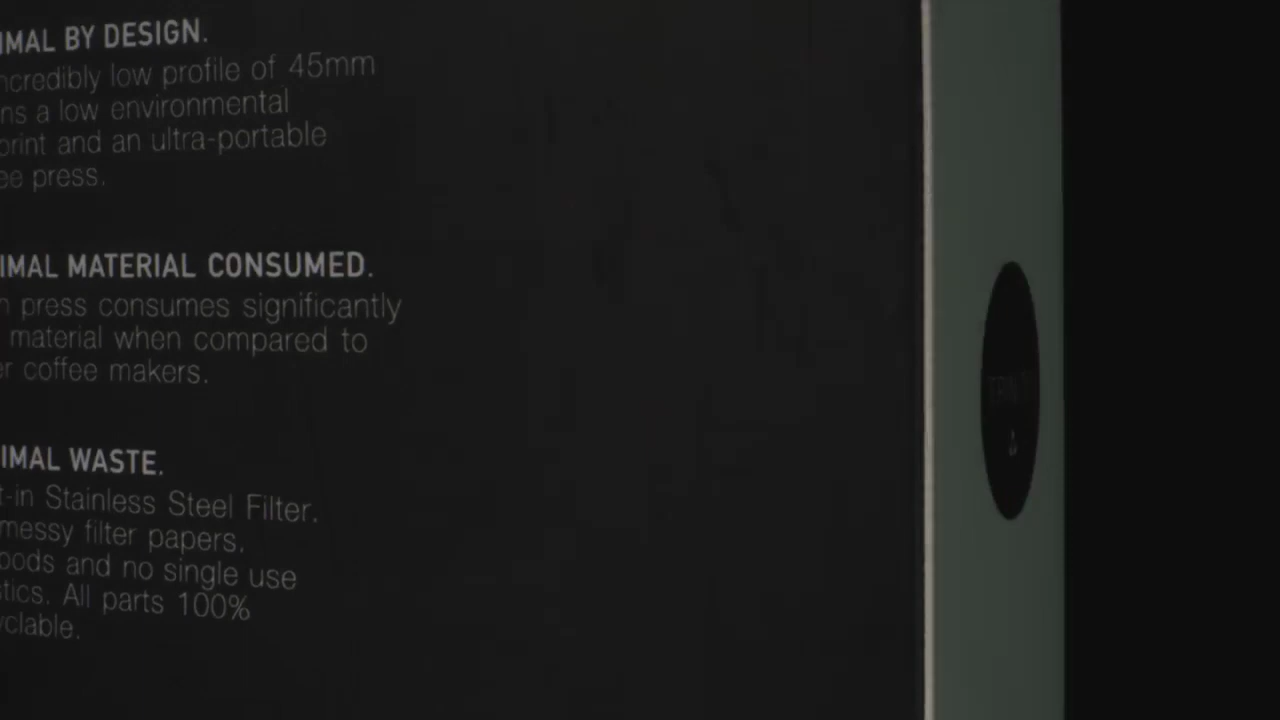 IMAL BY DESIGN.
ncredibly low profile of 45mm
ns a low environmental
print and an ultra-portable
ee press.
IMAL MATERIAL CONSUMED.
h press consumes significantly
material when compared to
er coffee makers.
IMAL WASTE.
t-in Stainless Steel Filter.
messy filter papers.
pods and no single use
stics. All parts 100%
yclable.